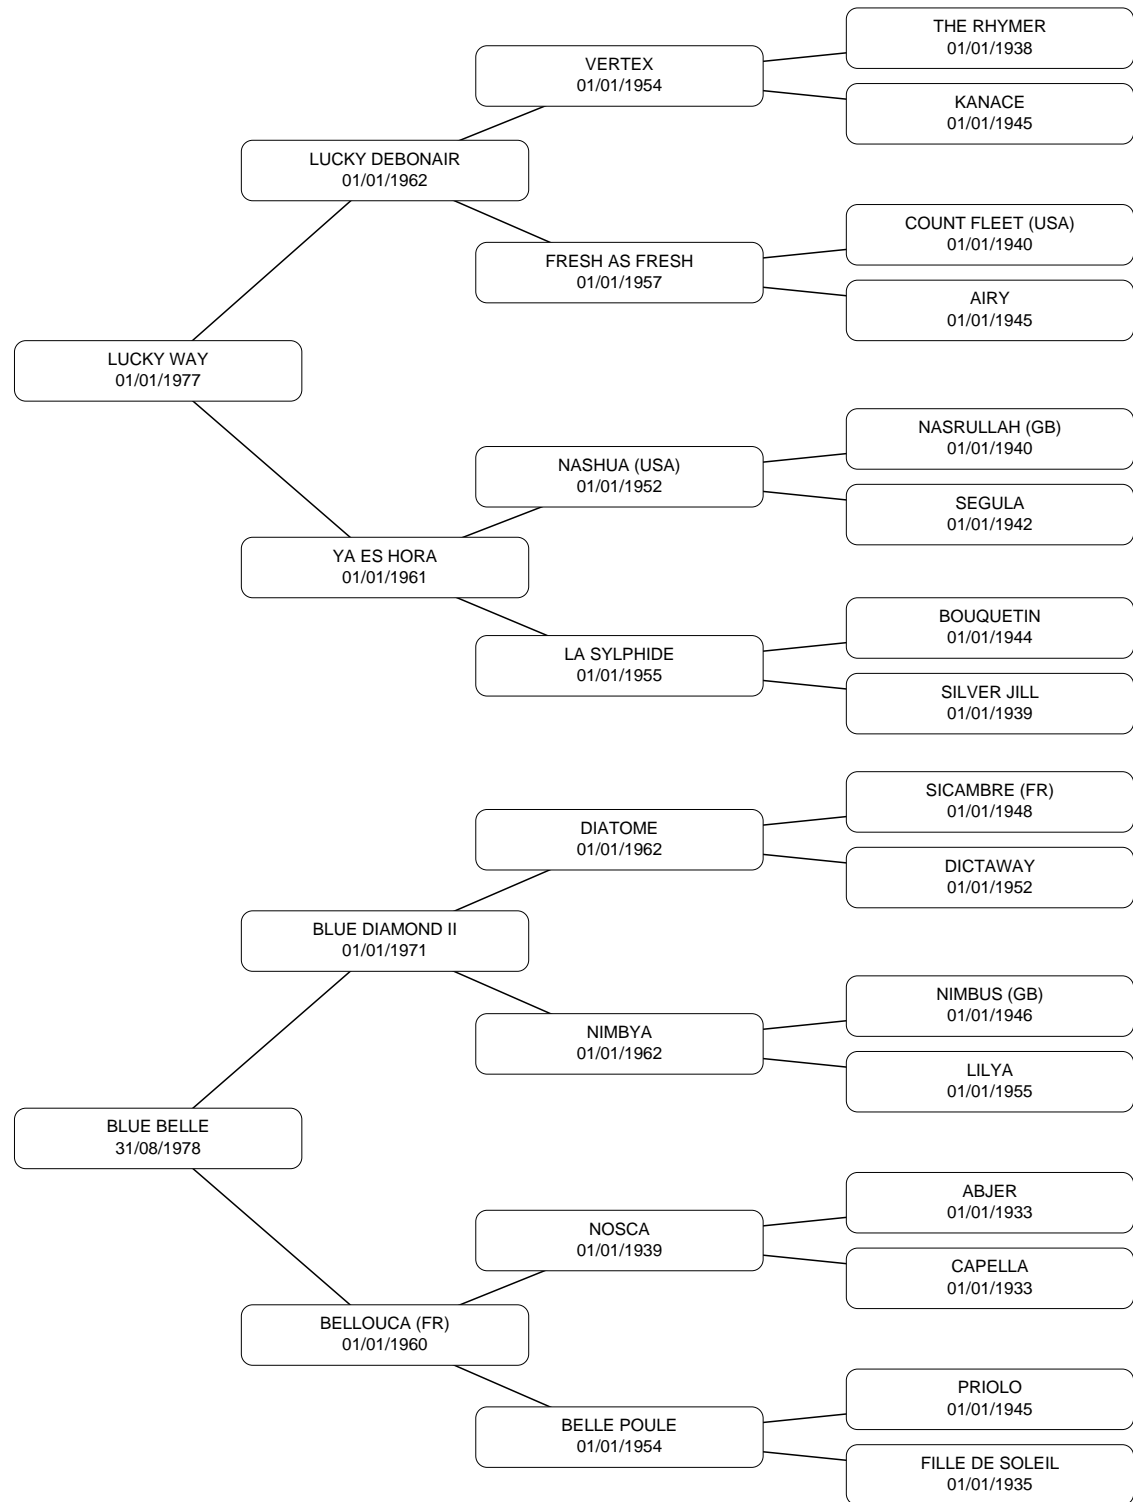 THE RHYMER
01/01/1938
VERTEX
01/01/1954
KANACE
01/01/1945
LUCKY DEBONAIR
01/01/1962
COUNT FLEET (USA)
01/01/1940
FRESH AS FRESH
01/01/1957
AIRY
01/01/1945
LUCKY WAY
01/01/1977
NASRULLAH (GB)
01/01/1940
NASHUA (USA)
01/01/1952
SEGULA
01/01/1942
YA ES HORA
01/01/1961
BOUQUETIN
01/01/1944
LA SYLPHIDE
01/01/1955
SILVER JILL
01/01/1939
SICAMBRE (FR)
01/01/1948
DIATOME
01/01/1962
DICTAWAY
01/01/1952
BLUE DIAMOND II
01/01/1971
NIMBUS (GB)
01/01/1946
NIMBYA
01/01/1962
LILYA
01/01/1955
BLUE BELLE
31/08/1978
ABJER
01/01/1933
NOSCA
01/01/1939
CAPELLA
01/01/1933
BELLOUCA (FR)
01/01/1960
PRIOLO
01/01/1945
BELLE POULE
01/01/1954
FILLE DE SOLEIL
01/01/1935